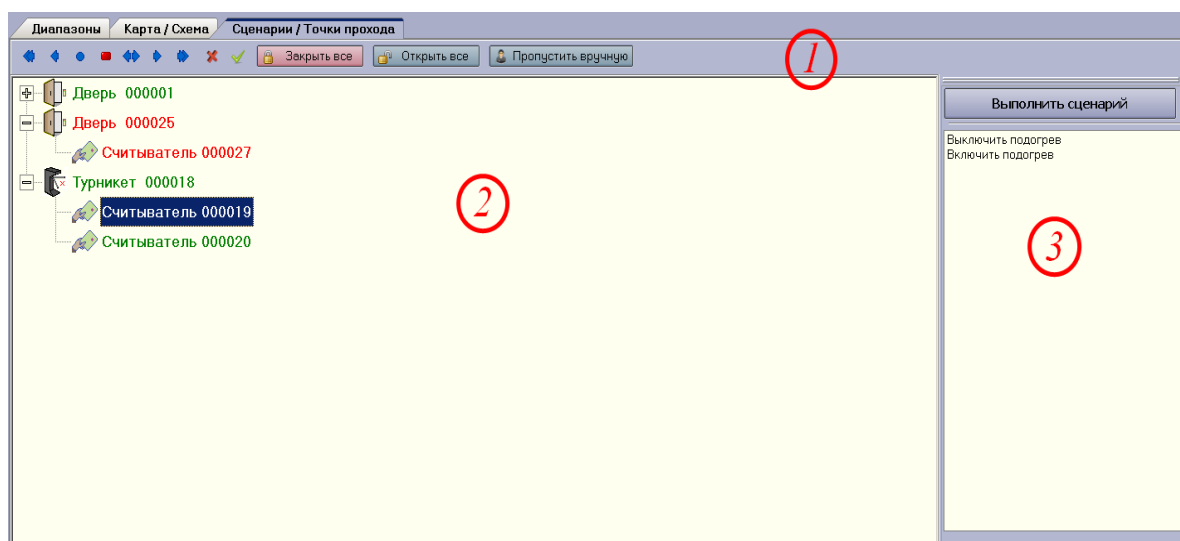 Диапазоны Карта / Схема Сценарии / Точки прохода
Закрыть все Открыть все Пропустить вручную
1
Дверь 000001
Дверь 000025
Считыватель 000027
Турникет 000018
Считыватель 000019
Считыватель 000020
2
Выполнить сценарий
Выключить подогрев
Включить подогрев
3